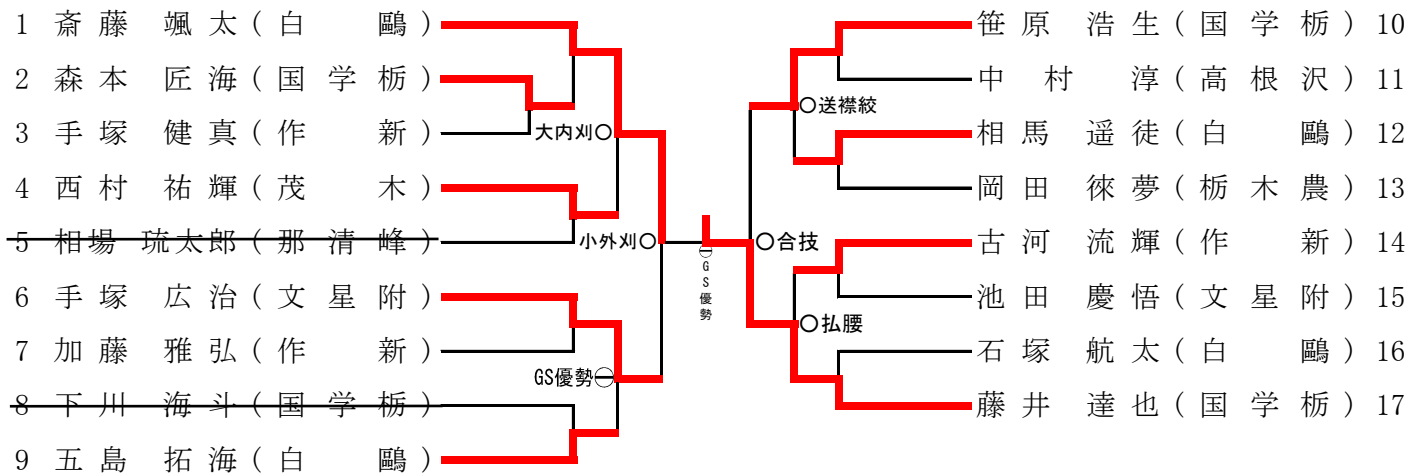 1 斎藤 颯太(白 鷗)
2 森本 匠海(国学栃)
3 手塚 健真(作 新)
4 西村 祐輝(茂 木)
5 相場 琉太郎(那清峰)
6 手塚 広治(文星附)
7 加藤 雅弘(作 新)
8 下川 海斗(国学栃)
9 五島 拓海(白 鷗)
大内刈○
小外刈○
GS優勢○
GS優勢
○送襟絞
○合技
○払腰
笹原 浩生(国学栃) 10
中村 淳(高根沢) 11
相馬 遥徒(白 鷗) 12
岡田 徠夢(栃木農) 13
古河 流輝(作 新) 14
池田 慶悟(文星附) 15
石塚 航太(白 鷗) 16
藤井 達也(国学栃) 17